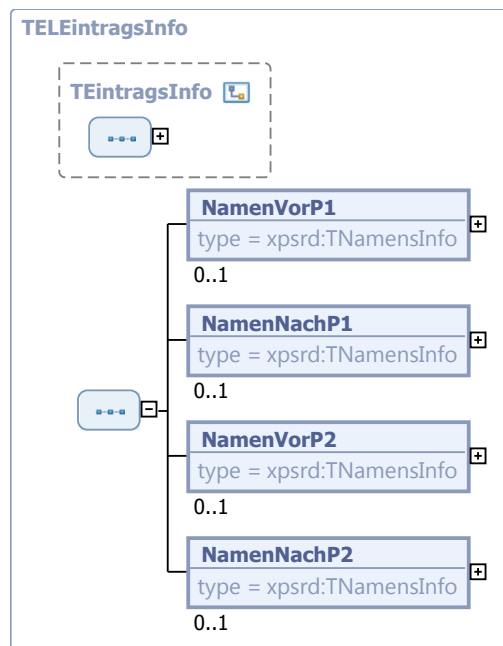 TELEintragsInfo
TEintragsInfo
NamenVorP1
type = xpsrd:TNamensInfo
0..1
NamenNachP1
type = xpsrd:TNamensInfo
0..1
NamenVorP2
type = xpsrd:TNamensInfo
0..1
NamenNachP2
type = xpsrd:TNamensInfo
0..1